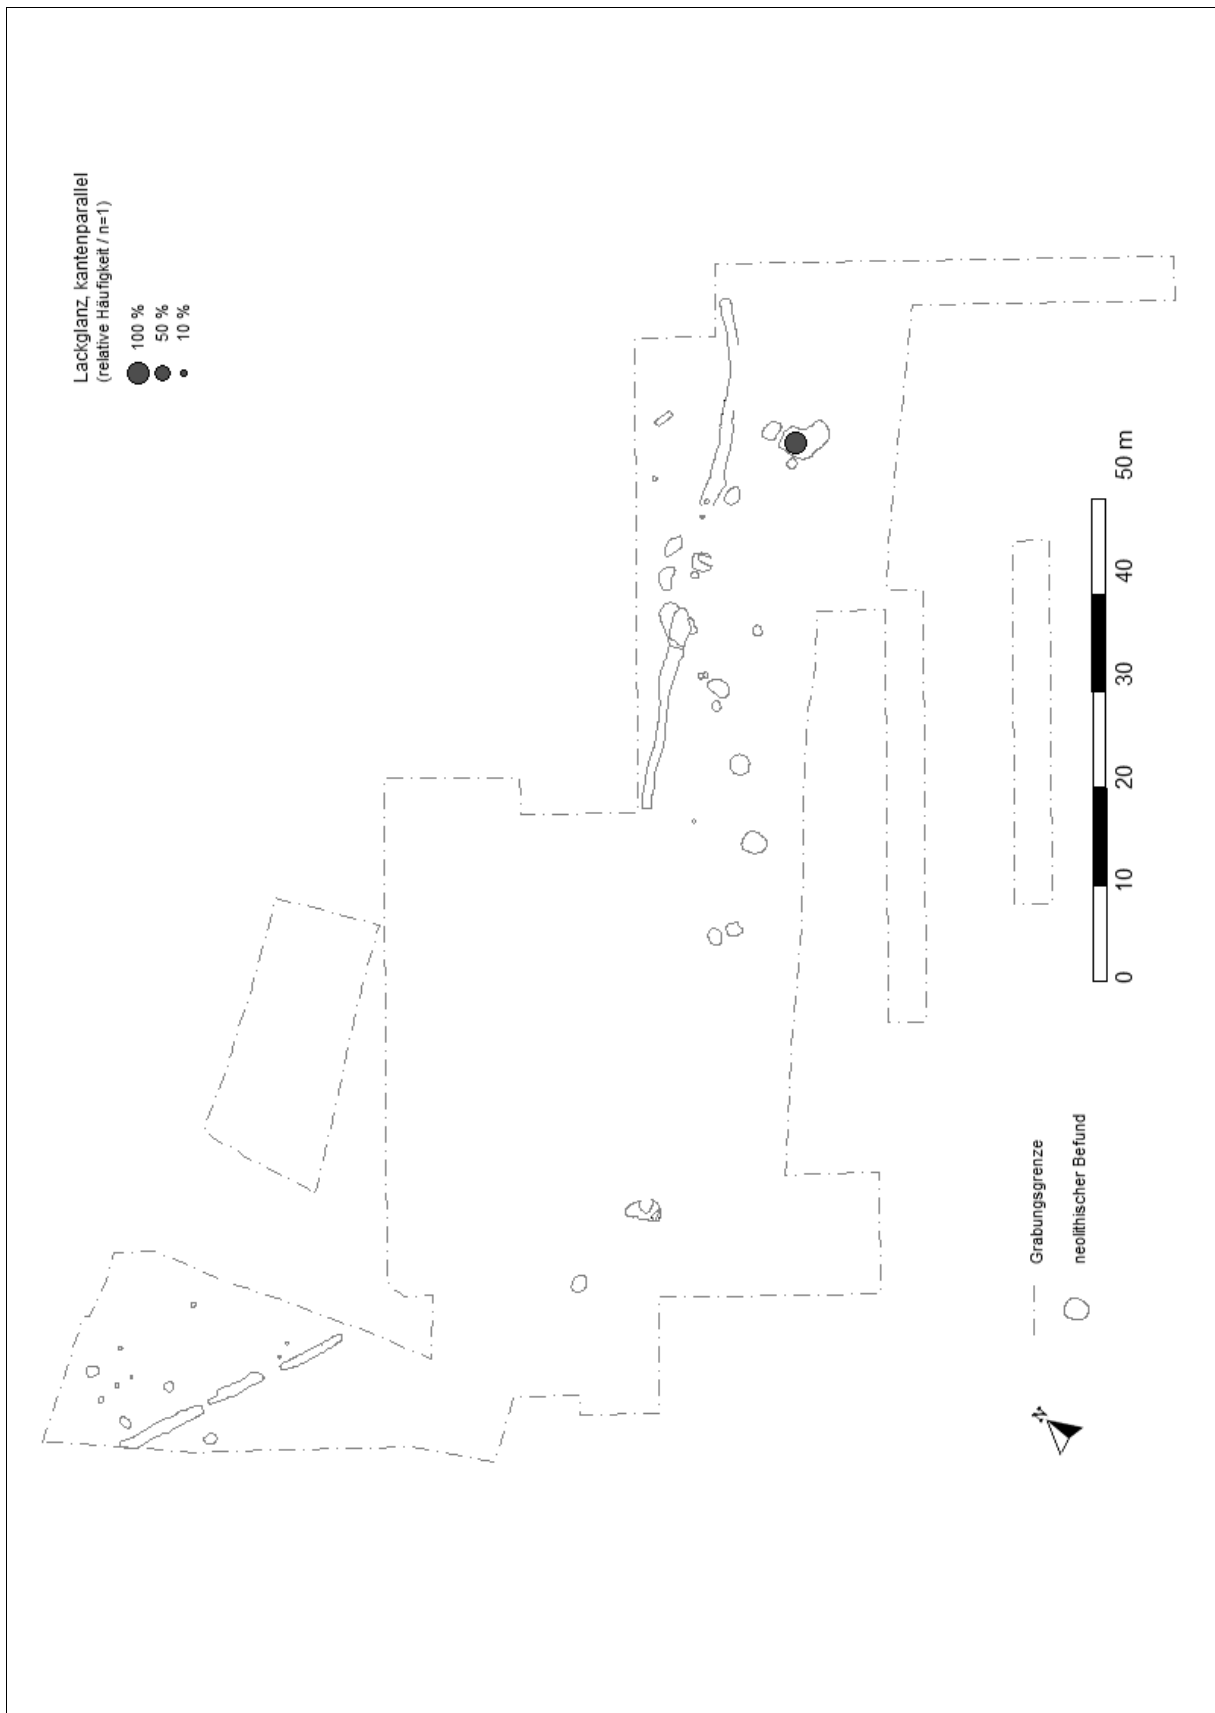 Lackglanz, kantenparallel
(relative Häufigkeit / n=1)
100 %
50 %
10 %
0
10
20
30
40
50 m
Grabungsgrenze
neolithischer Befund
N